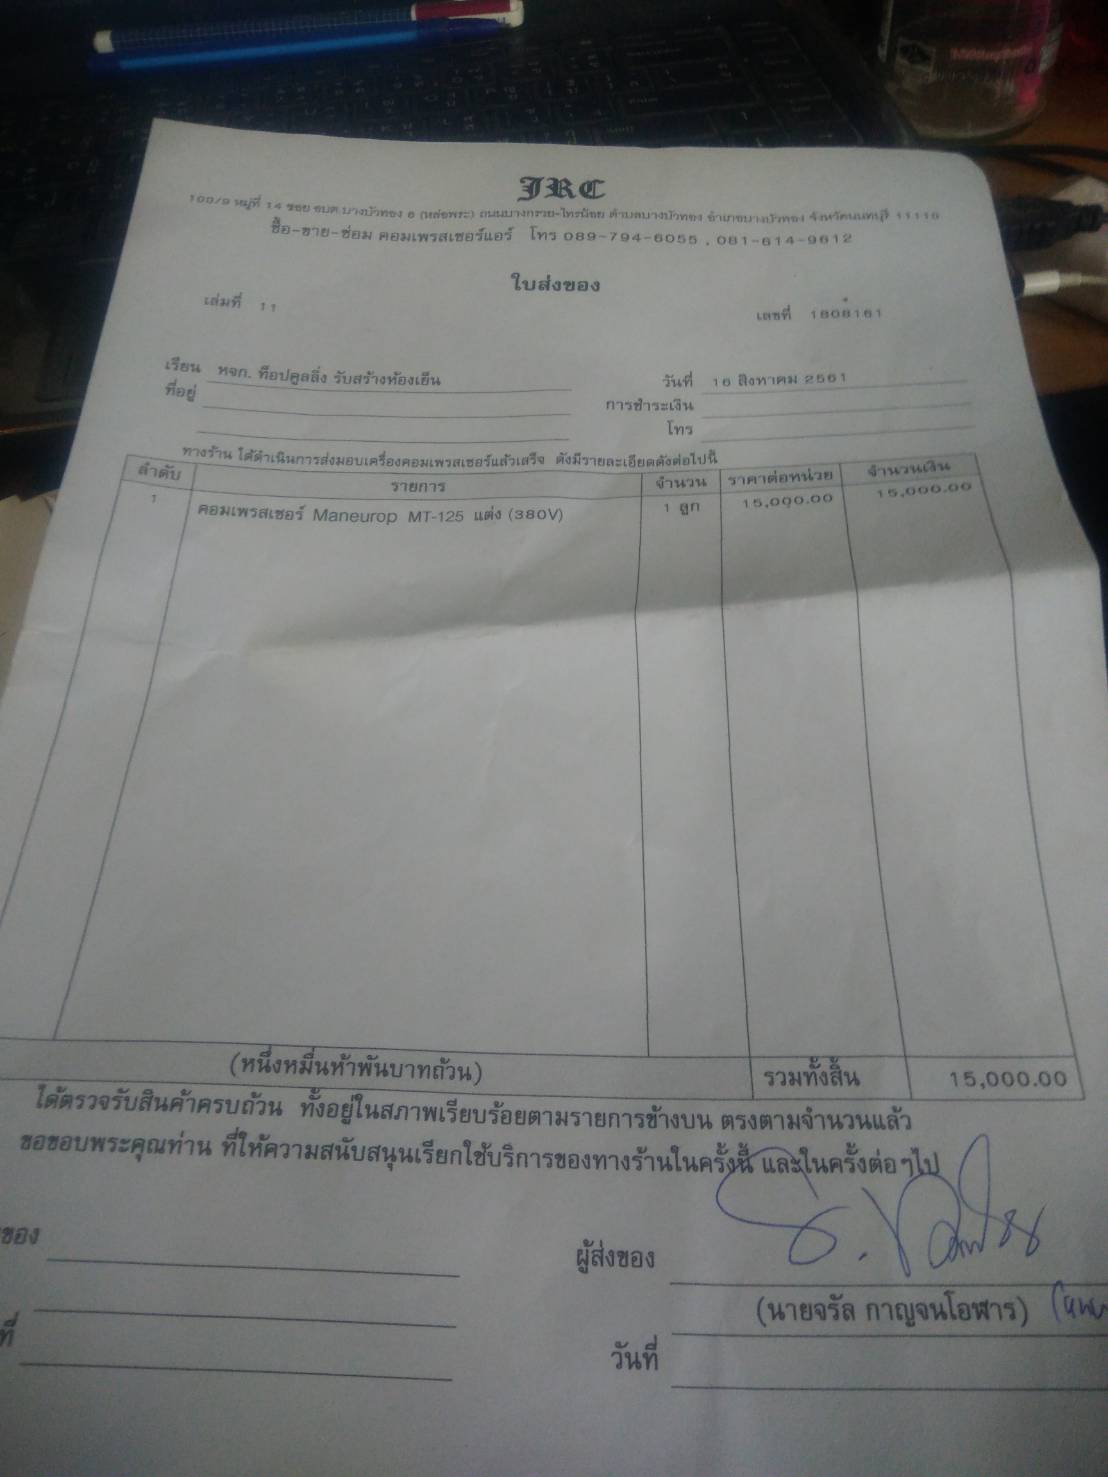 JRC
100/9 หมู่ที่ 14 ซอย อบต.บางบัวทอง 6 (หล่อพระ) ถนนบางกรวย-ไทรน้อย ตำบลบางบัวทอง อำเภอบางบัวทอง จังหวัดนนทบุรี 11110
ซื้อ-ขาย-ซ่อม คอมเพรสเซอร์แอร์ โทร 089-794-6055 , 081-614-9612
ใบส่งของ
เล่มที่ 11 เลขที่ 1808161
เรียน หจก. ท็อปคูลลิ่ง รับสร้างห้องเย็น วันที่ 16 สิงหาคม 2561
ที่อยู่ การชำระเงิน
โทร
ทางร้าน ได้ดำเนินการส่งมอบเครื่องคอมเพรสเซอร์แล้วเสร็จ ดังมีรายละเอียดดังต่อไปนี้
ลำดับ รายการ จำนวน ราคาต่อหน่วย จำนวนเงิน
1 คอมเพรสเซอร์ Maneurop MT-125 แต่ง (380V) 1 ลูก 15,000.00 15,000.00
(หนึ่งหมื่นห้าพันบาทถ้วน) รวมทั้งสิ้น 15,000.00
ได้ตรวจรับสินค้าครบถ้วน ทั้งอยู่ในสภาพเรียบร้อยตามรายการข้างบน ตรงตามจำนวนแล้ว
ขอขอบพระคุณท่าน ที่ให้ความสนับสนุนเรียกใช้บริการของทางร้านในครั้งนี้ และในครั้งต่อๆไป
ของ ผู้ส่งของ
(นายจรัล กาญจนโอฬาร)
ที่ วันที่